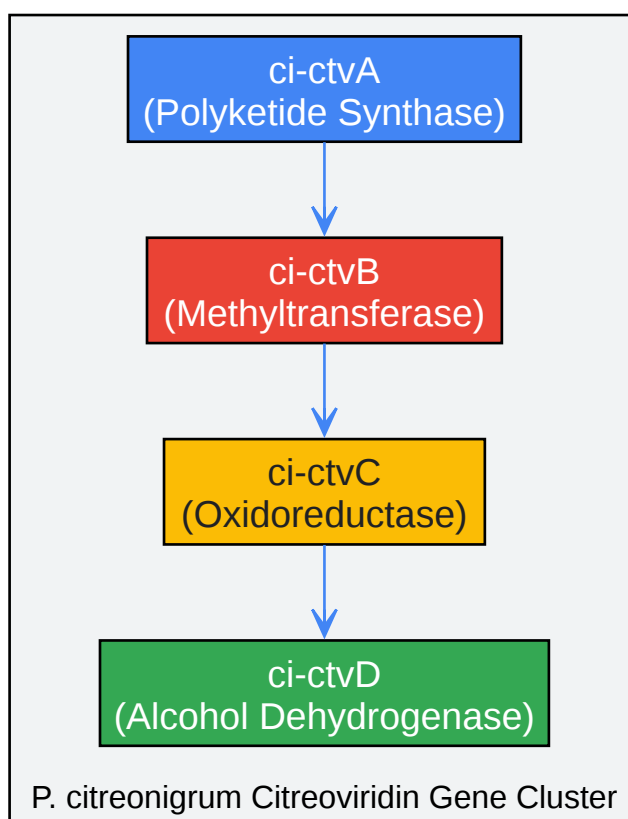 ci-ctvA
(Polyketide Synthase)
ci-ctvB
(Methyltransferase)
ci-ctvC
(Oxidoreductase)
ci-ctvD
(Alcohol Dehydrogenase)
P. citreonigrum Citreoviridin Gene Cluster